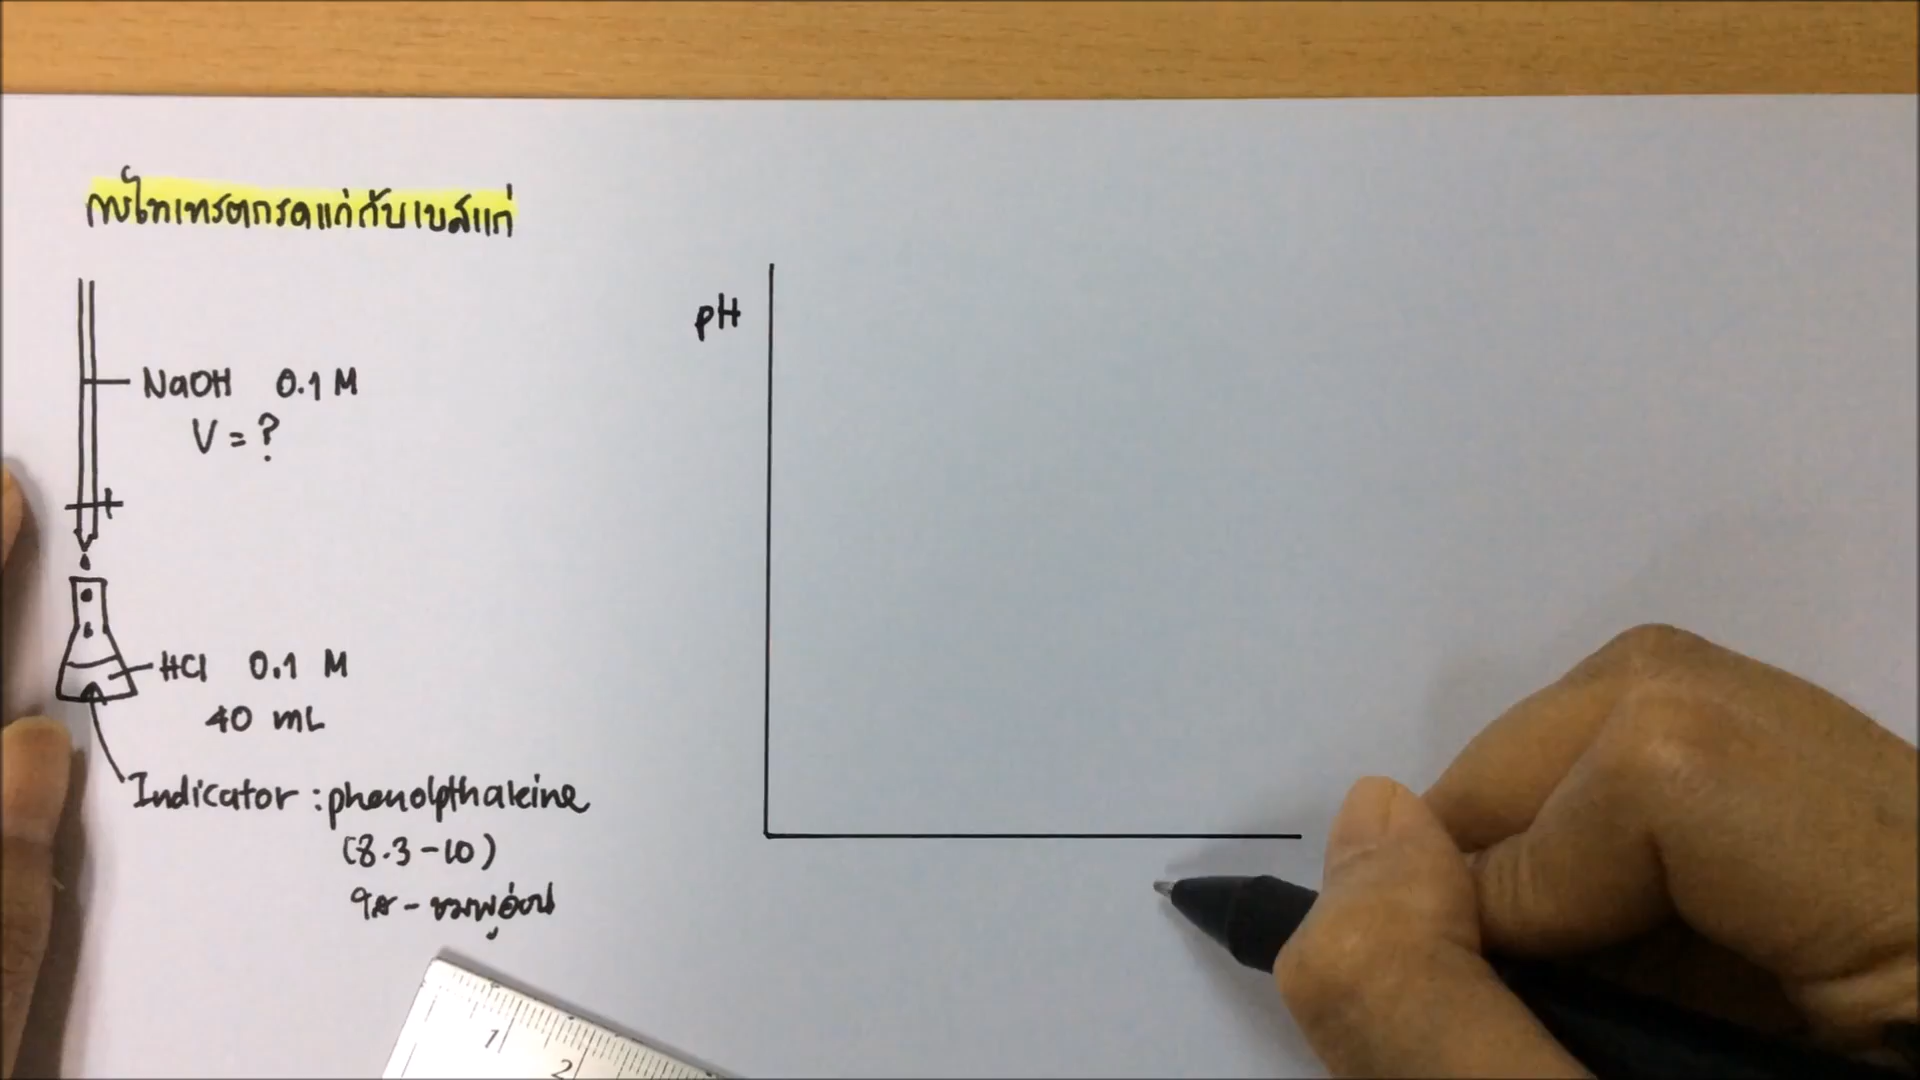 การไทเทรตกรดแก่กับเบสแก่
NaOH 0.1 M
V = ?
HCl 0.1 M
40 mL
Indicator : phenolpthaleine
(8.3 - 10)
ใส - ชมพูอ่อน
pH
1
2